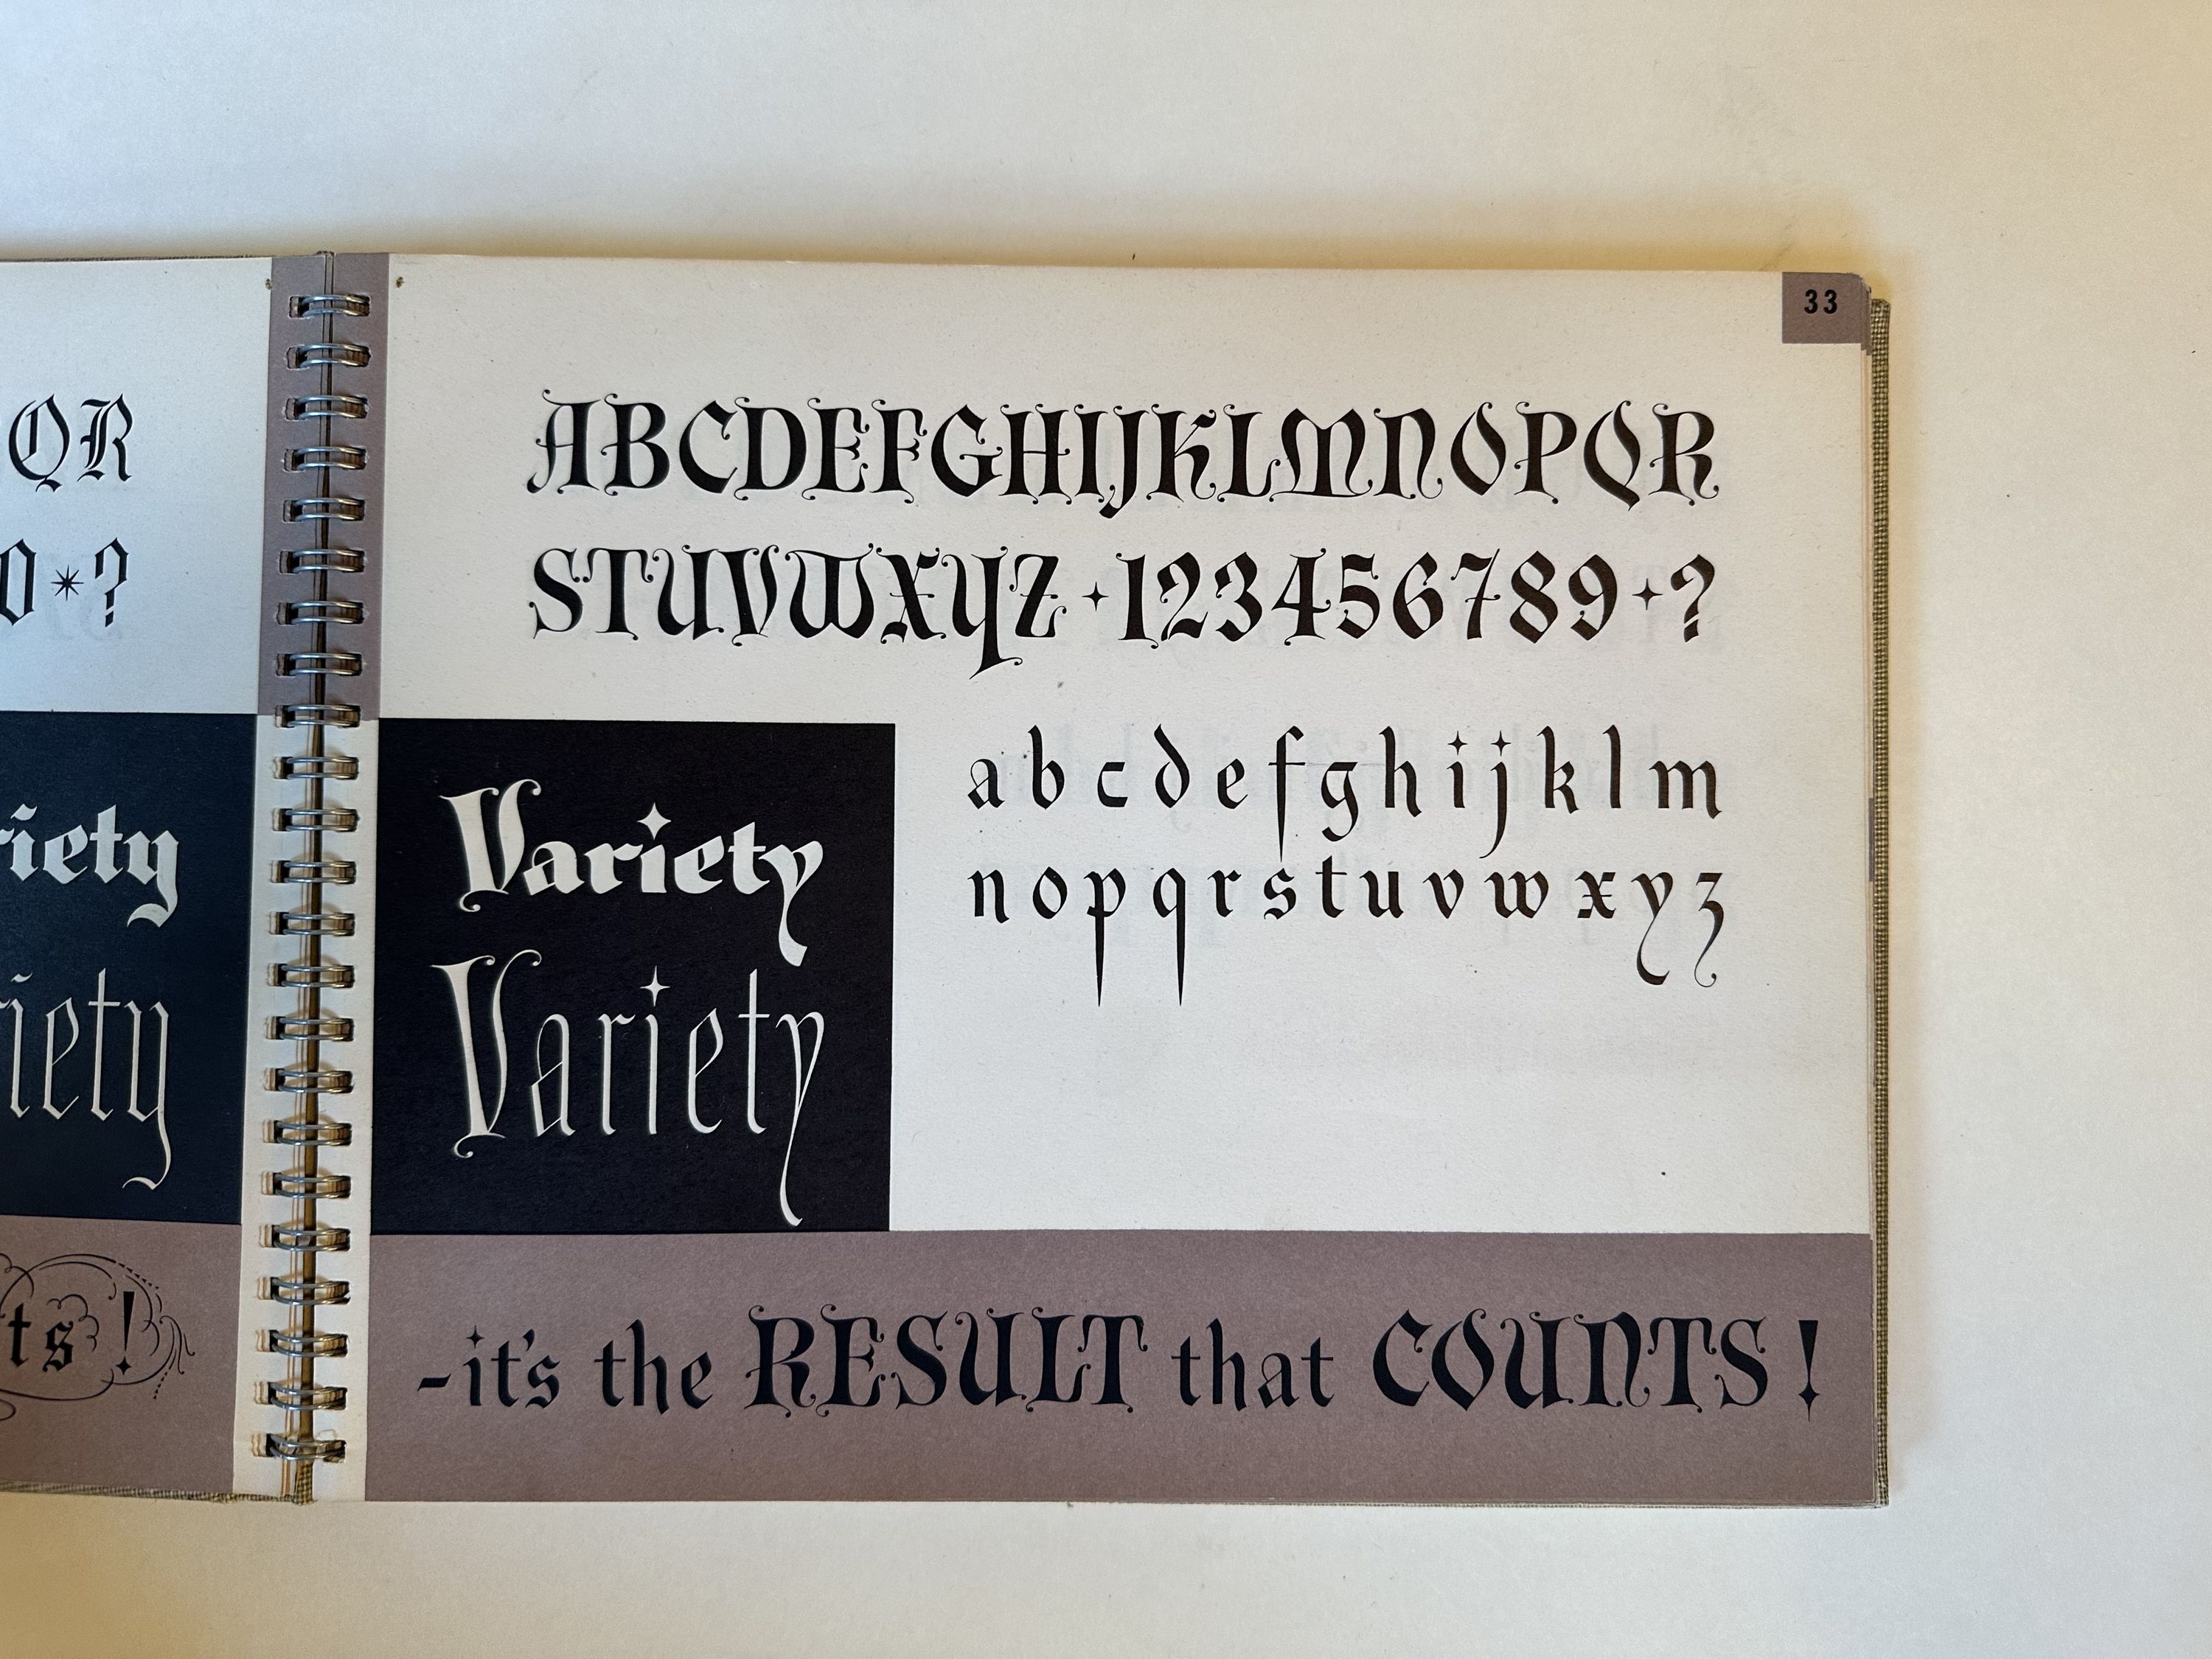 QR
0*?
riety
riety
ts!
33
ABCDEFGHIJKLMNOPQR
STUVWXYZ·123456789·?
Variety
Variety
abcdefghijklm
nopqrstuvwxyz
-it's the RESULT that COUNTS!